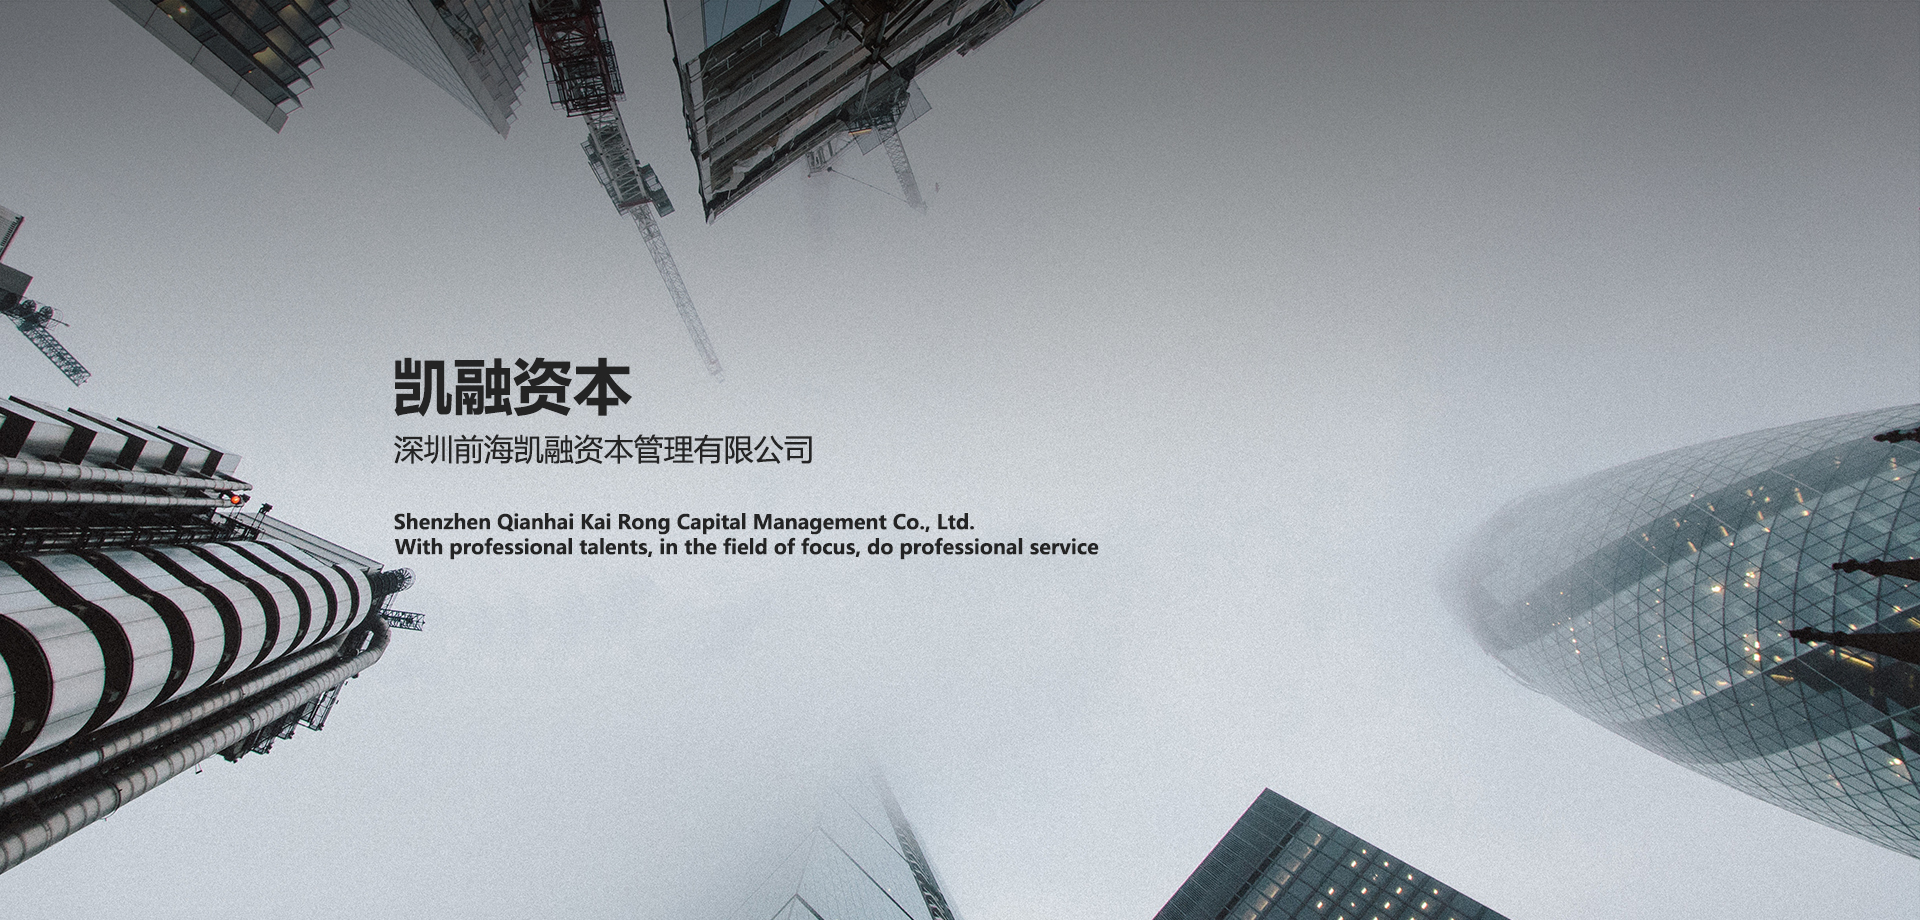 凯融资本
深圳前海凯融资本管理有限公司
Shenzhen Qianhai Kai Rong Capital Management Co., Ltd.
With professional talents, in the field of focus, do professional service